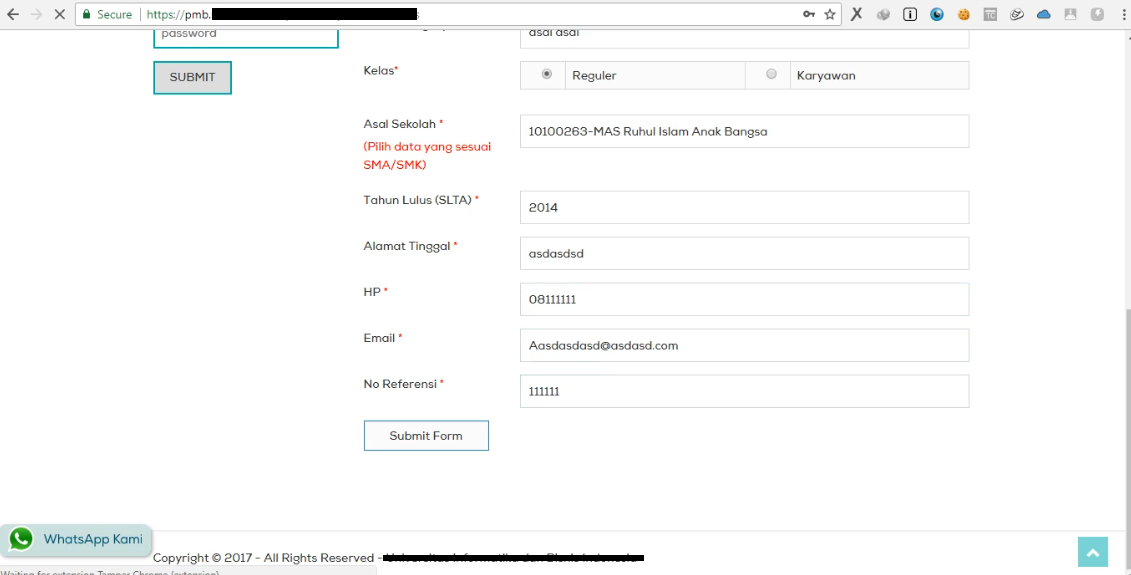 Secure
https://pmb.
password
asal asal
SUBMIT
Kelas*
Reguler
Karyawan
Asal Sekolah *
(Pilih data yang sesuai
SMA/SMK)
10100263-MAS Ruhul Islam Anak Bangsa
Tahun Lulus (SLTA) *
2014
Alamat Tinggal *
asdasdsd
HP *
08111111
Email *
Aasdasdasd@asdasd.com
No Referensi *
111111
Submit Form
WhatsApp Kami
Copyright © 2017 - All Rights Reserved -
Waiting for extension Tamper Chrome (extension)